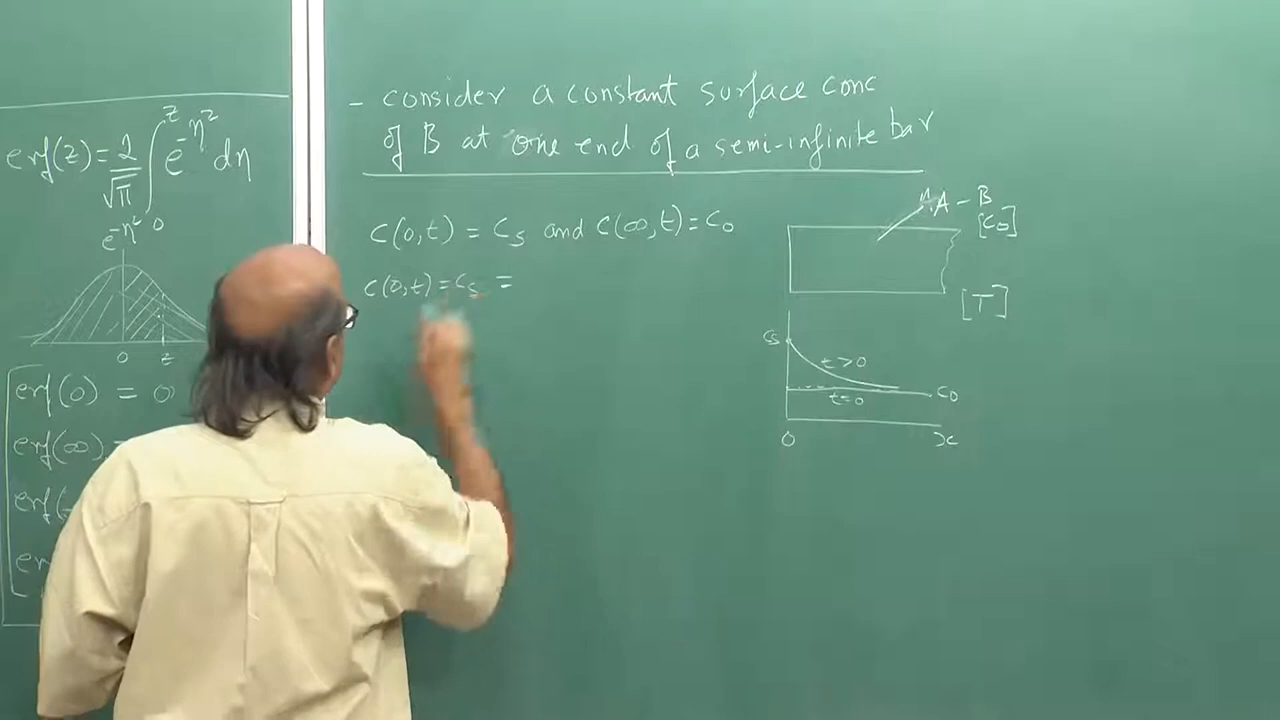 erf(z) = 2/√π ∫₀ᶻ e^-η² dη
e^-η²
0 z
erf(0) = 0
erf(∞)
erf(
er
- consider a constant surface conc
of B at one end of a semi-infinite bar
C(0,t) = Cs and C(∞,t) = C0
C(0,t) = Cs =
A - B
[C0]
[T]
Cs
t>0
t=0
C0
0 x